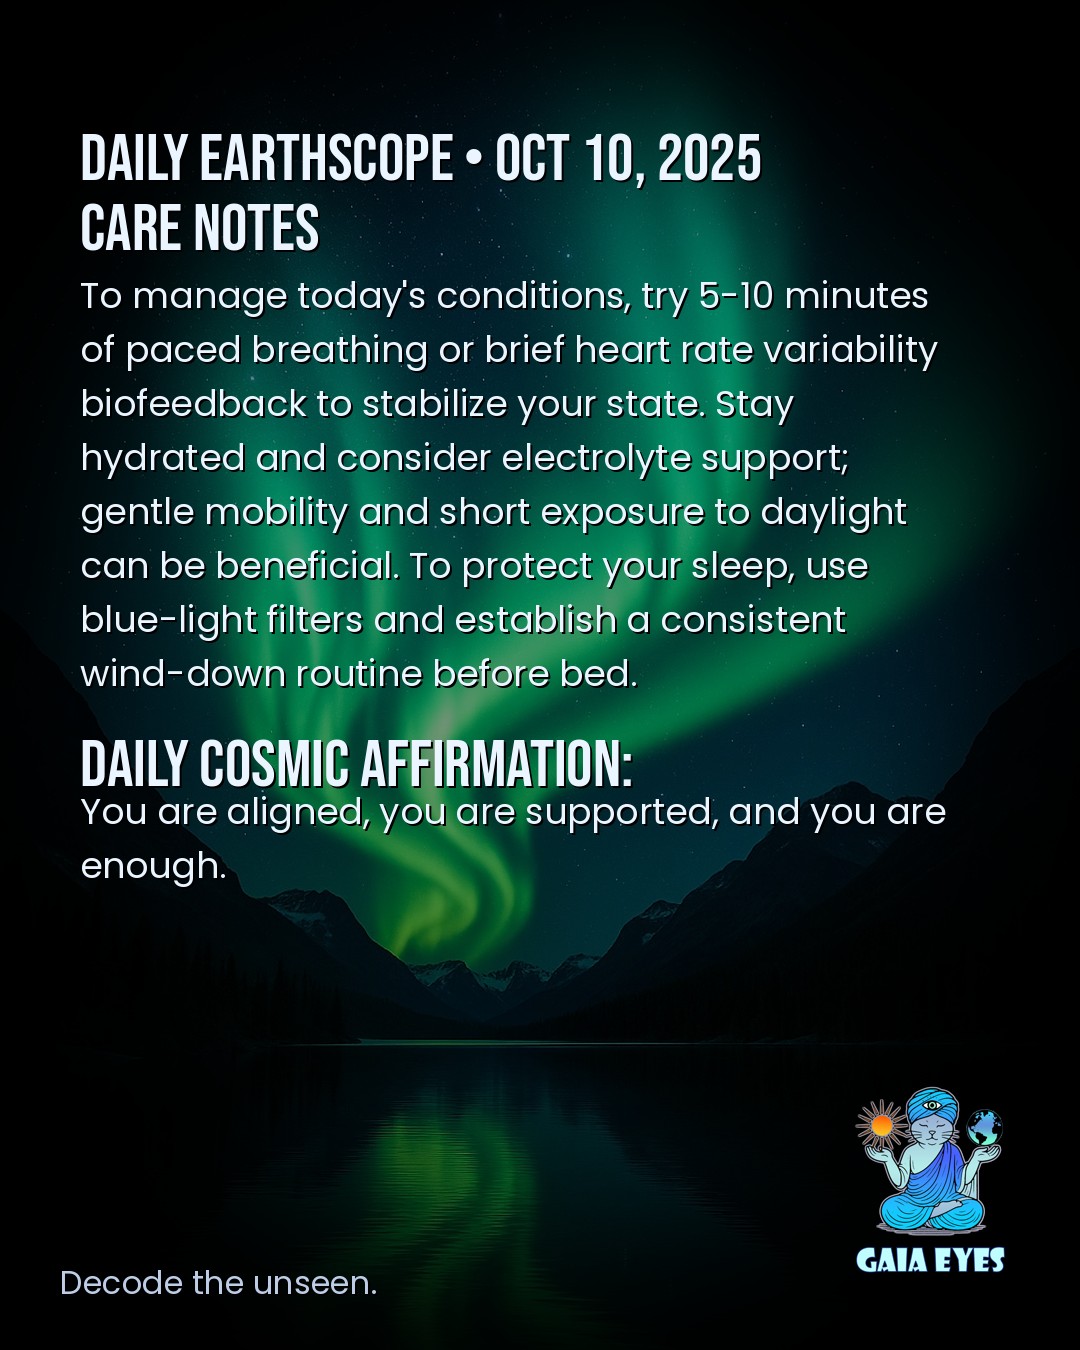 DAILY EARTHSCOPE • OCT 10, 2025
CARE NOTES
To manage today's conditions, try 5-10 minutes
of paced breathing or brief heart rate variability
biofeedback to stabilize your state. Stay
hydrated and consider electrolyte support;
gentle mobility and short exposure to daylight
can be beneficial. To protect your sleep, use
blue-light filters and establish a consistent
wind-down routine before bed.
DAILY COSMIC AFFIRMATION:
You are aligned, you are supported, and you are
enough.
GAIA EYES
Decode the unseen.